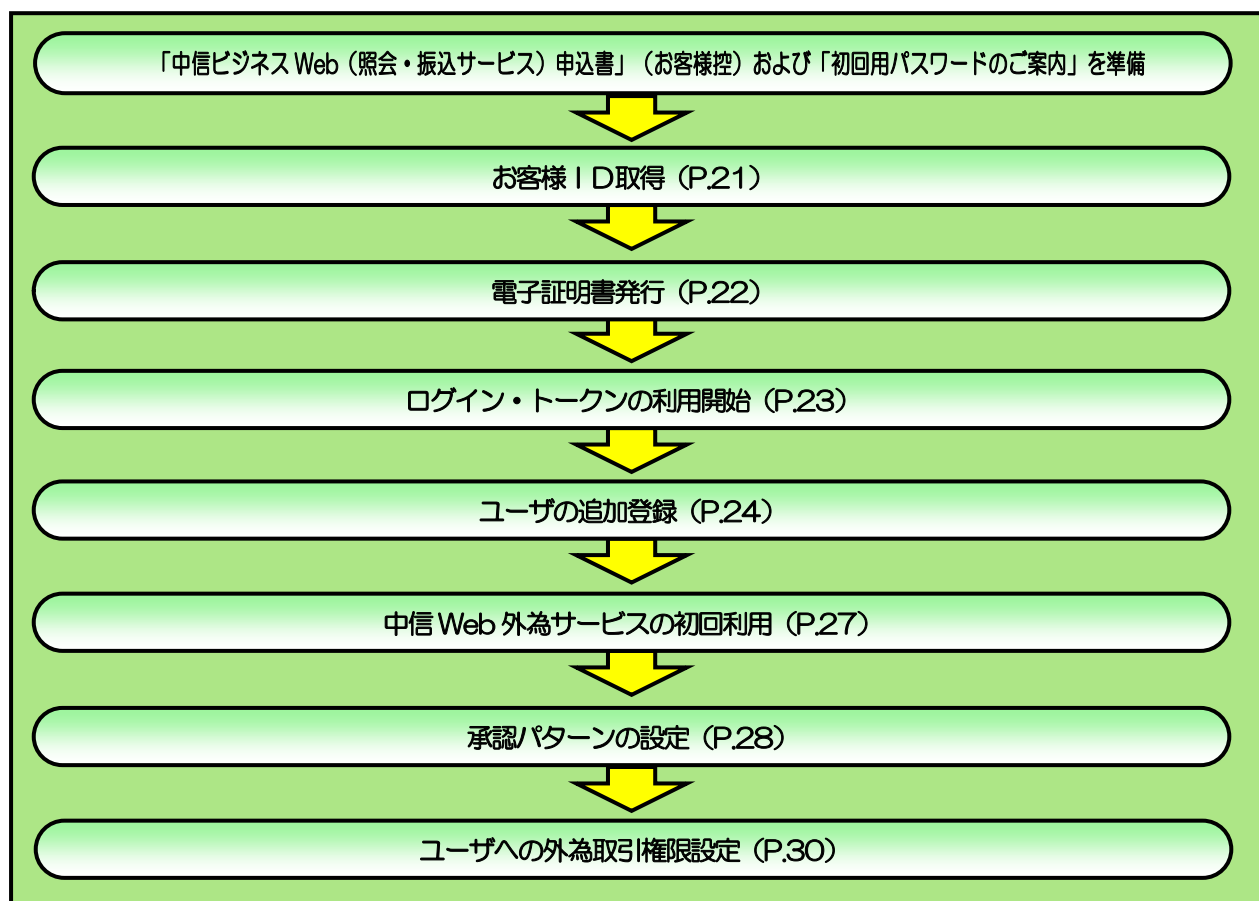 「中信ビジネス Web（照会・振込サービス）申込書」（お客様控）および「初回用パスワードのご案内」を準備
お客様ＩＤ取得（P.21）
電子証明書発行（P.22）
ログイン・トークンの利用開始（P.23）
ユーザの追加登録（P.24）
中信 Web 外為サービスの初回利用（P.27）
承認パターンの設定（P.28）
ユーザへの外為取引権限設定（P.30）